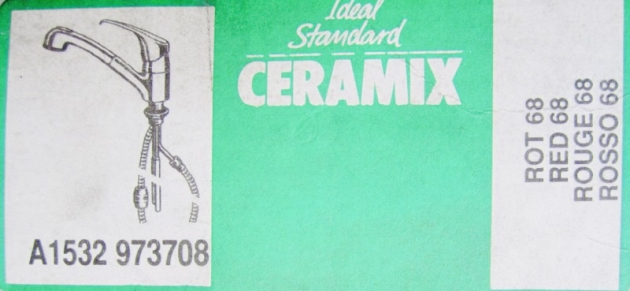 Ideal
Standard
CERAMIX
A1532 973708
ROT 68
RED 68
ROUGE 68
ROSSO 68